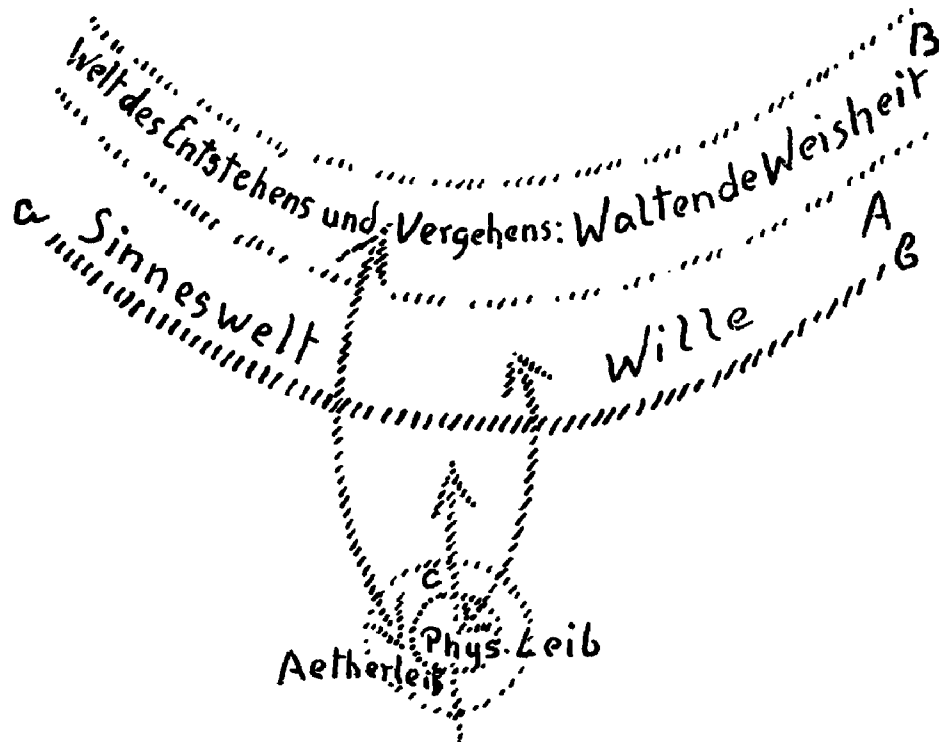 B
Welt des Entstehens und Vergehens: Waltende Weisheit
A
a Sinneswelt Wille b
c
Phys. Leib
Aetherleib